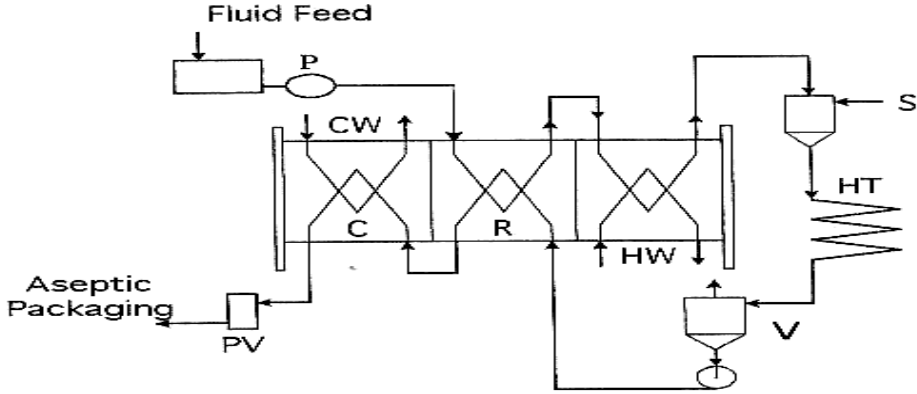 Fluid Feed
P
CW
S
HT
C
R
HW
Aseptic
Packaging
PV
V